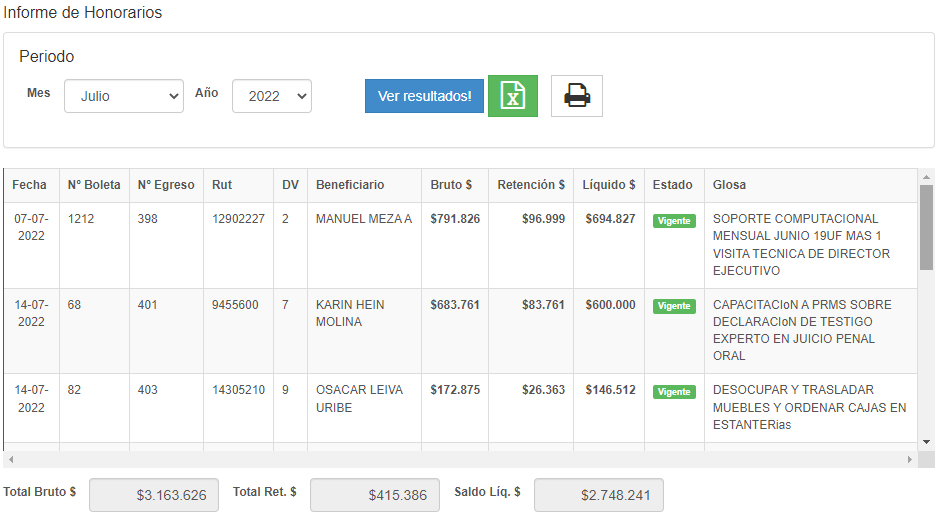 Informe de Honorarios
Periodo
Mes Julio Año 2022 Ver resultados!
Fecha Nº Boleta Nº Egreso Rut DV Beneficiario Bruto $ Retención $ Líquido $ Estado Glosa
07-07- 1212 398 12902227 2 MANUEL MEZA A $791.826 $96.999 $694.827 Vigente SOPORTE COMPUTACIONAL
2022 MENSUAL JUNIO 19UF MAS 1
VISITA TECNICA DE DIRECTOR
EJECUTIVO
14-07- 68 401 9455600 7 KARIN HEIN $683.761 $83.761 $600.000 Vigente CAPACITACIoN A PRMS SOBRE
2022 MOLINA DECLARACIoN DE TESTIGO
EXPERTO EN JUICIO PENAL
ORAL
14-07- 82 403 14305210 9 OSACAR LEIVA $172.875 $26.363 $146.512 Vigente DESOCUPAR Y TRASLADAR
2022 URIBE MUEBLES Y ORDENAR CAJAS EN
ESTANTERias
Total Bruto $ $3.163.626 Total Ret. $ $415.386 Saldo Líq. $ $2.748.241